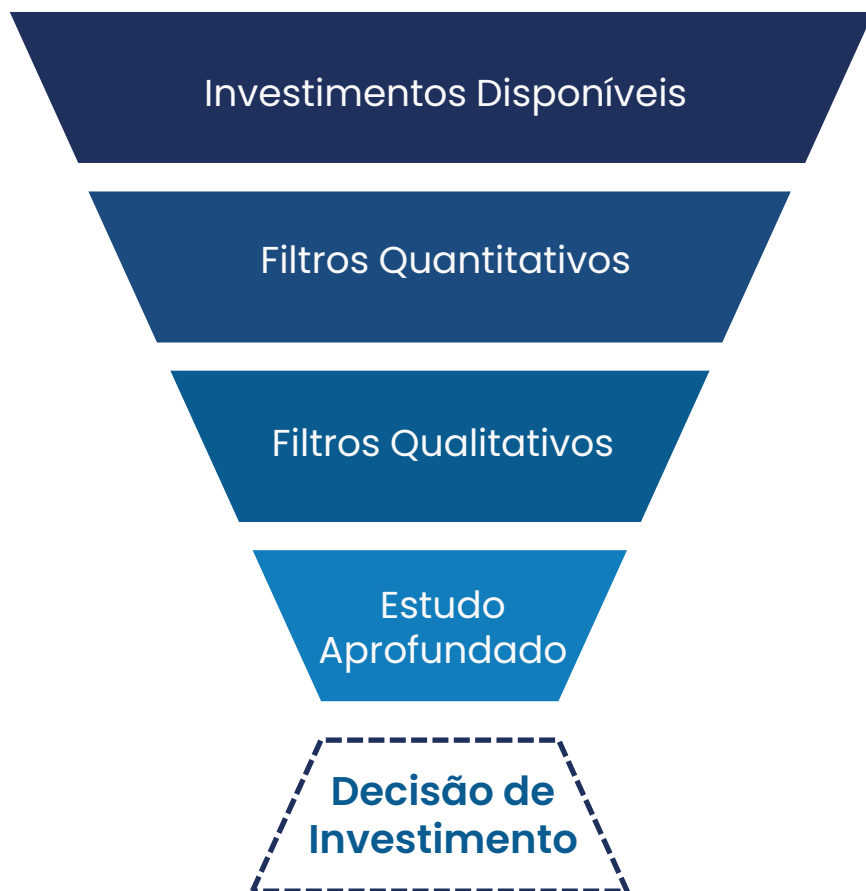 Investimentos Disponíveis
Filtros Quantitativos
Filtros Qualitativos
Estudo
Aprofundado
Decisão de
Investimento